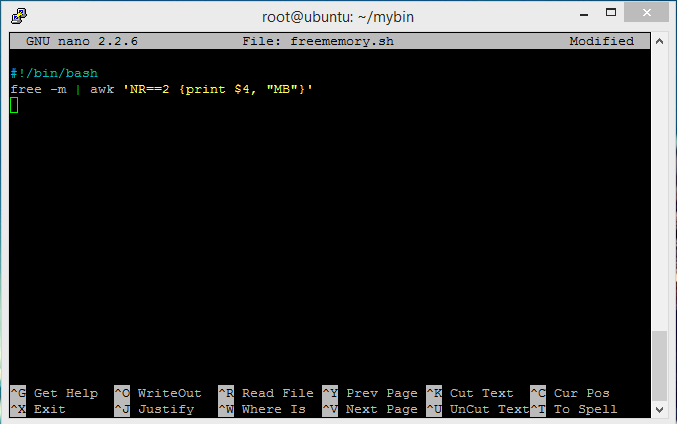 root@ubuntu: ~/mybin
GNU nano 2.2.6 File: freememory.sh Modified
#!/bin/bash
free -m | awk 'NR==2 {print $4, "MB"}'
^G Get Help ^O WriteOut ^R Read File ^Y Prev Page ^K Cut Text ^C Cur Pos
^X Exit ^J Justify ^W Where Is ^V Next Page ^U UnCut Text ^T To Spell